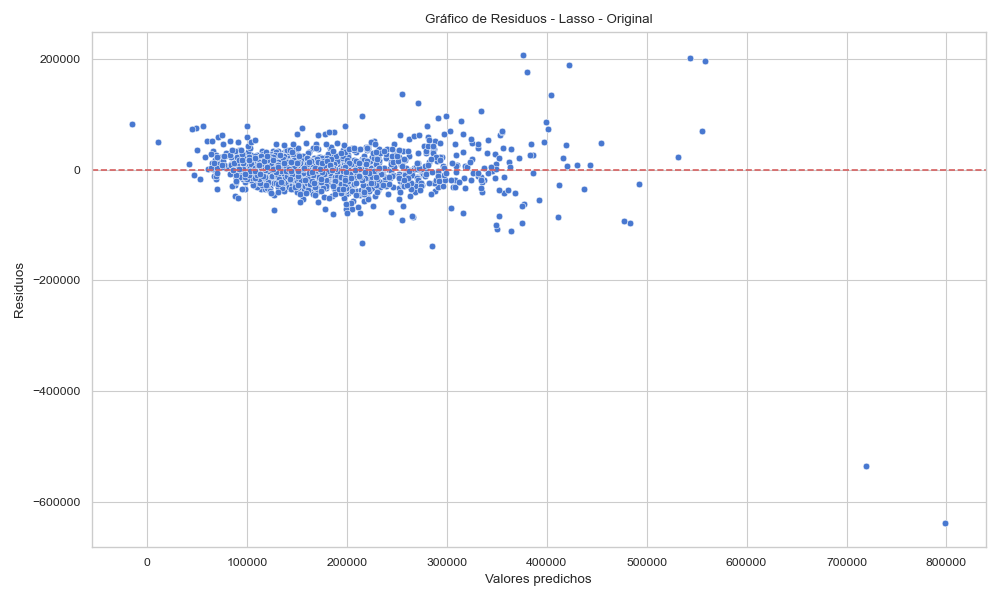 Gráfico de Residuos - Lasso - Original
200000
0
−200000
−400000
−600000
Residuos
0 100000 200000 300000 400000 500000 600000 700000 800000
Valores predichos